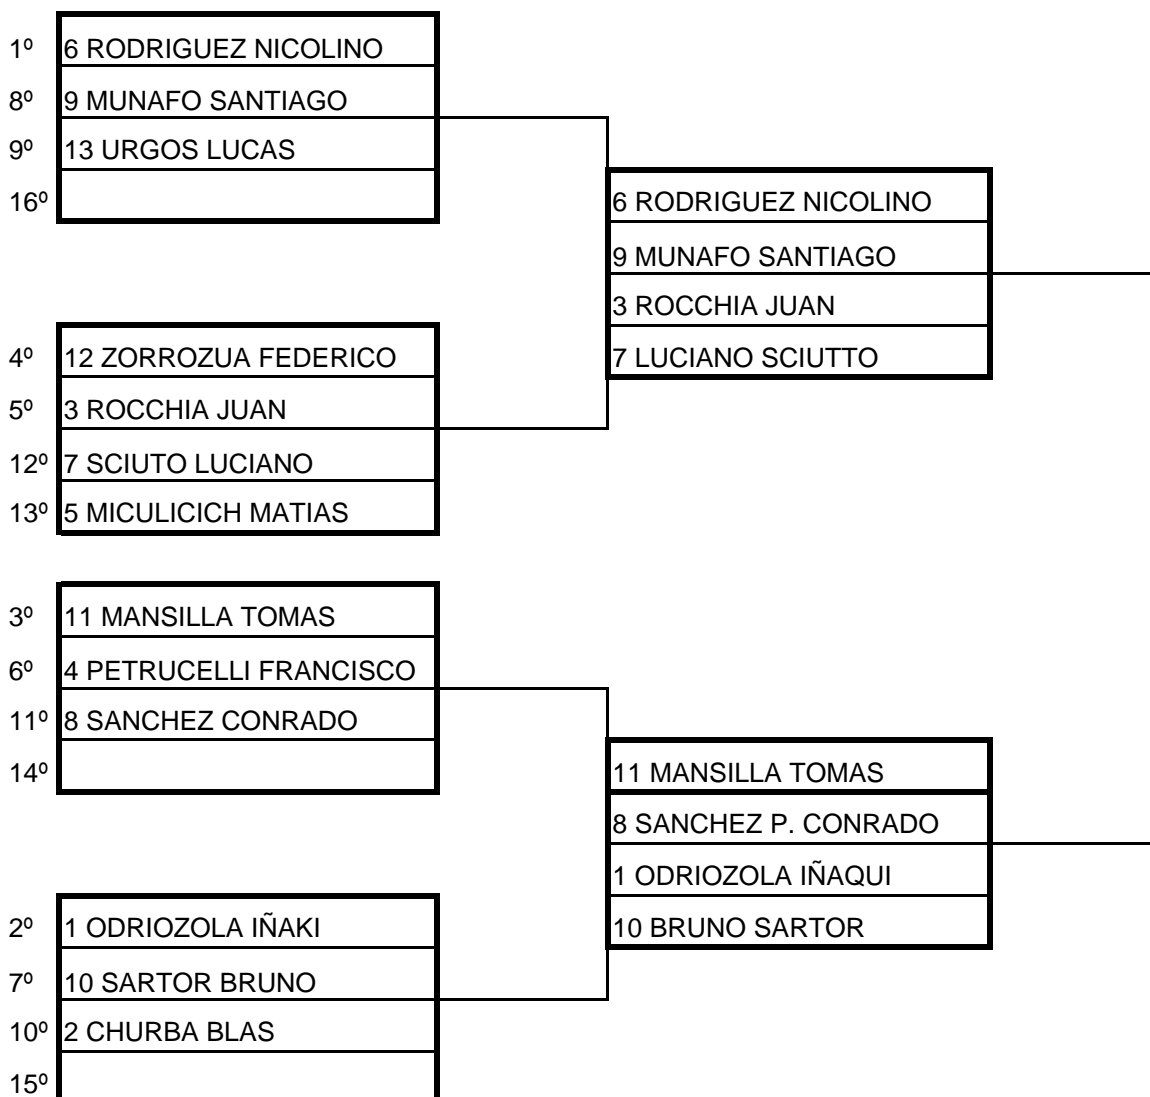 1º 6 RODRIGUEZ NICOLINO
8º 9 MUNAFO SANTIAGO
9º 13 URGOS LUCAS
16º
6 RODRIGUEZ NICOLINO
9 MUNAFO SANTIAGO
3 ROCCHIA JUAN
7 LUCIANO SCIUTTO
4º 12 ZORROZUA FEDERICO
5º 3 ROCCHIA JUAN
12º 7 SCIUTO LUCIANO
13º 5 MICULICICH MATIAS
3º 11 MANSILLA TOMAS
6º 4 PETRUCELLI FRANCISCO
11º 8 SANCHEZ CONRADO
14º
11 MANSILLA TOMAS
8 SANCHEZ P. CONRADO
1 ODRIOZOLA IÑAQUI
10 BRUNO SARTOR
2º 1 ODRIOZOLA IÑAKI
7º 10 SARTOR BRUNO
10º 2 CHURBA BLAS
15º